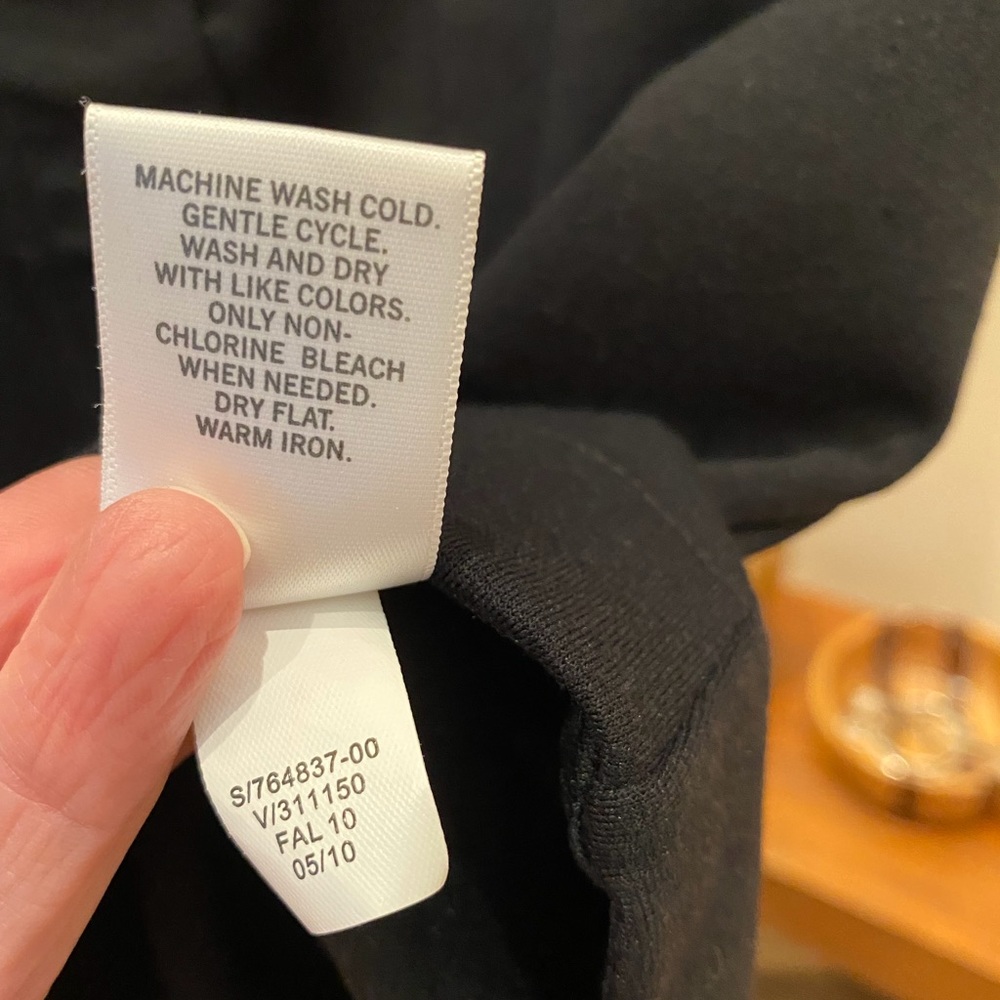 MACHINE WASH COLD.
GENTLE CYCLE.
WASH AND DRY
WITH LIKE COLORS.
ONLY NON-
CHLORINE BLEACH
WHEN NEEDED.
DRY FLAT.
WARM IRON.
S/764837-00
V/311150
FAL 10
05/10